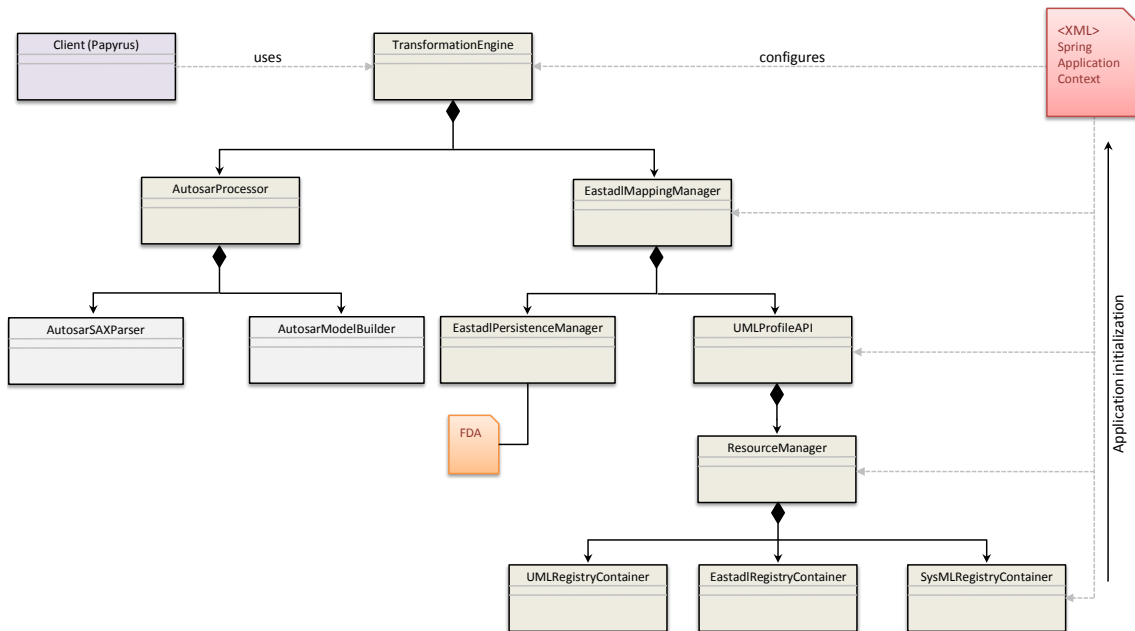 Client (Papyrus)
TransformationEngine
<XML>
Spring
Application
Context
uses
configures
AutosarProcessor
EastadlMappingManager
AutosarSAXParser
AutosarModelBuilder
EastadlPersistenceManager
UMLProfileAPI
Application initialization
FDA
ResourceManager
UMLRegistryContainer
EastadlRegistryContainer
SysMLRegistryContainer